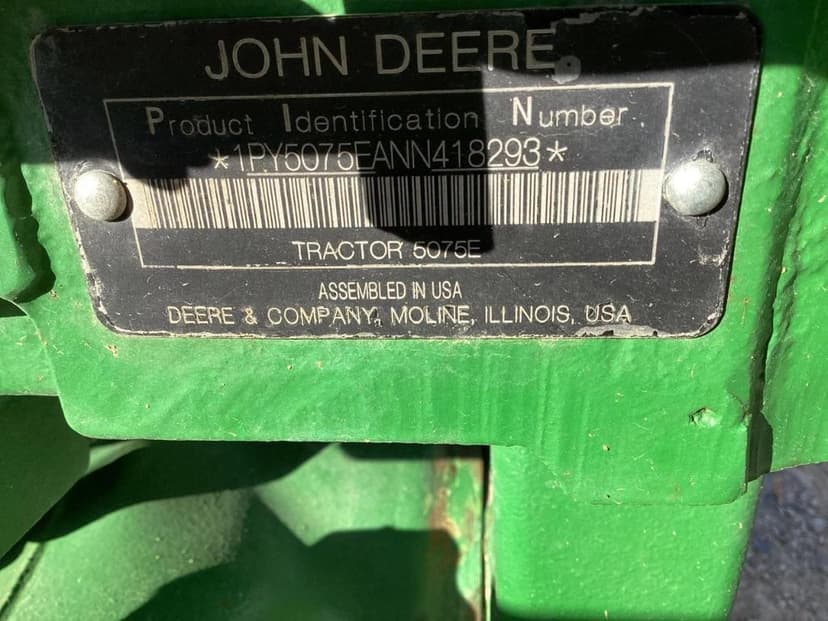 JOHN DEERE
Product Identification Number
*1PY5075EANN418293*
TRACTOR 5075E
ASSEMBLED IN USA
DEERE & COMPANY, MOLINE, ILLINOIS, USA